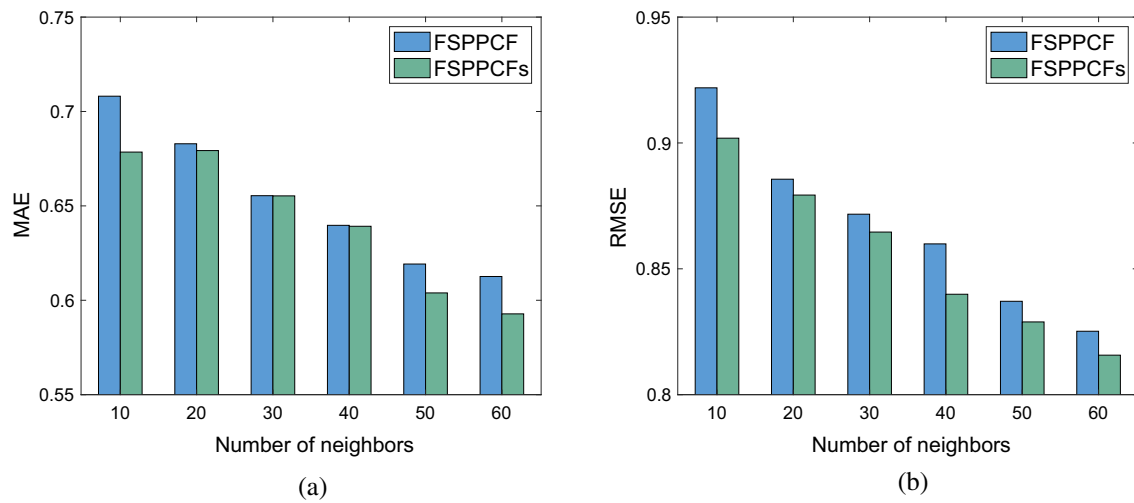 0.75
0.7
0.65
0.6
0.55
MAE
FSPPCF
FSPPCFs
10 20 30 40 50 60
Number of neighbors
(a)
0.95
0.9
0.85
0.8
RMSE
FSPPCF
FSPPCFs
10 20 30 40 50 60
Number of neighbors
(b)